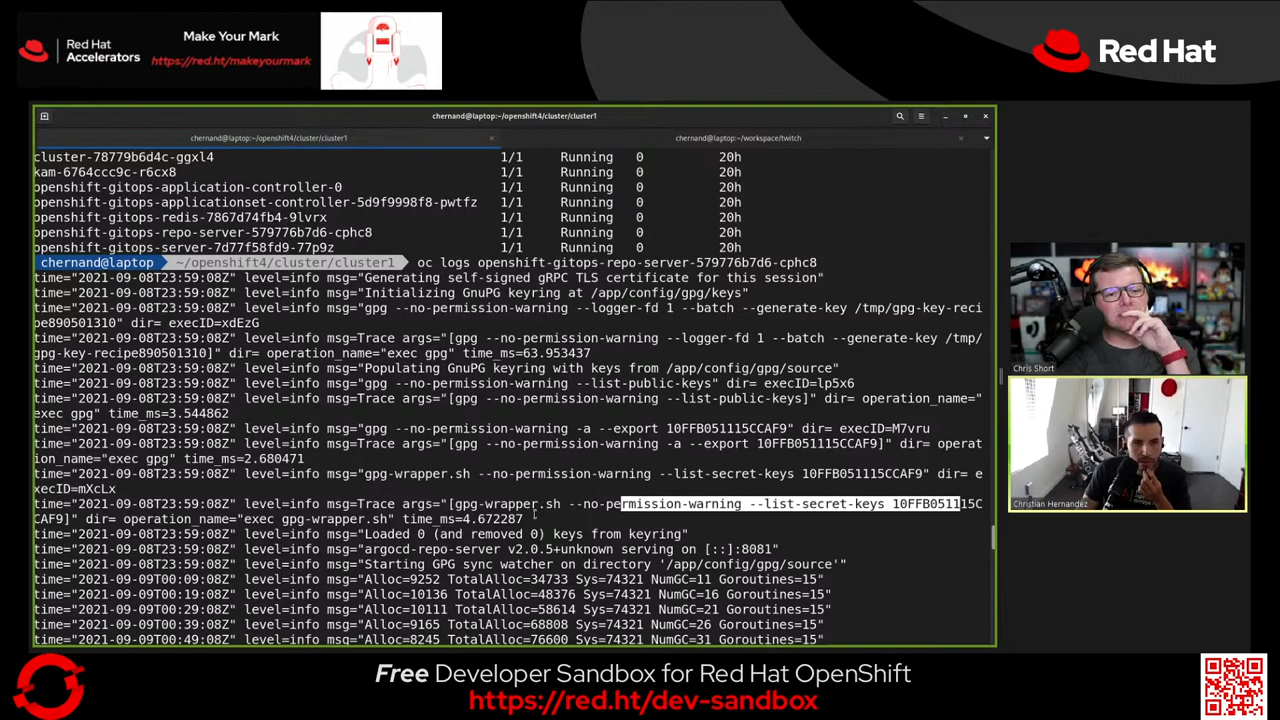 Red Hat
Accelerators
Make Your Mark
https://red.ht/makeyourmark
Red Hat
chernand@laptop:~/openshift4/cluster/cluster1
chernand@laptop:~/openshift4/cluster/cluster1
chernand@laptop:~/workspace/twitch
cluster-78779b6d4c-ggxl4 1/1 Running 0 20h
kam-6764ccc9c-r6cx8 1/1 Running 0 20h
openshift-gitops-application-controller-0 1/1 Running 0 20h
openshift-gitops-applicationset-controller-5d9f9998f8-pwtfz 1/1 Running 0 20h
openshift-gitops-redis-7867d74fb4-9lvrx 1/1 Running 0 20h
openshift-gitops-repo-server-579776b7d6-cphc8 1/1 Running 0 20h
openshift-gitops-server-7d77f58fd9-77p9z 1/1 Running 0 20h
chernand@laptop ~/openshift4/cluster/cluster1 oc logs openshift-gitops-repo-server-579776b7d6-cphc8
time="2021-09-08T23:59:08Z" level=info msg="Generating self-signed gRPC TLS certificate for this session"
time="2021-09-08T23:59:08Z" level=info msg="Initializing GnuPG keyring at /app/config/gpg/keys"
time="2021-09-08T23:59:08Z" level=info msg="gpg --no-permission-warning --logger-fd 1 --batch --generate-key /tmp/gpg-key-reci
pe890501310" dir= execID=xdEzG
time="2021-09-08T23:59:08Z" level=info msg=Trace args="[gpg --no-permission-warning --logger-fd 1 --batch --generate-key /tmp/
gpg-key-recipe890501310]" dir= operation_name="exec gpg" time_ms=63.953437
time="2021-09-08T23:59:08Z" level=info msg="Populating GnuPG keyring with keys from /app/config/gpg/source"
time="2021-09-08T23:59:08Z" level=info msg="gpg --no-permission-warning --list-public-keys" dir= execID=lp5x6
time="2021-09-08T23:59:08Z" level=info msg=Trace args="[gpg --no-permission-warning --list-public-keys]" dir= operation_name="
exec gpg" time_ms=3.544862
time="2021-09-08T23:59:08Z" level=info msg="gpg --no-permission-warning -a --export 10FFB051115CCAF9" dir= execID=M7vru
time="2021-09-08T23:59:08Z" level=info msg=Trace args="[gpg --no-permission-warning -a --export 10FFB051115CCAF9]" dir= operat
ion_name="exec gpg" time_ms=2.680471
time="2021-09-08T23:59:08Z" level=info msg="gpg-wrapper.sh --no-permission-warning --list-secret-keys 10FFB051115CCAF9" dir= e
xecID=mXcLx
time="2021-09-08T23:59:08Z" level=info msg=Trace args="[gpg-wrapper.sh --no-permission-warning --list-secret-keys 10FFB051115C
CAF9]" dir= operation_name="exec gpg-wrapper.sh" time_ms=4.672287
time="2021-09-08T23:59:08Z" level=info msg="Loaded 0 (and removed 0) keys from keyring"
time="2021-09-08T23:59:08Z" level=info msg="argocd-repo-server v2.0.5+unknown serving on [::]:8081"
time="2021-09-08T23:59:08Z" level=info msg="Starting GPG sync watcher on directory '/app/config/gpg/source'"
time="2021-09-09T00:09:08Z" level=info msg="Alloc=9252 TotalAlloc=34733 Sys=74321 NumGC=11 Goroutines=15"
time="2021-09-09T00:19:08Z" level=info msg="Alloc=10136 TotalAlloc=48376 Sys=74321 NumGC=16 Goroutines=15"
time="2021-09-09T00:29:08Z" level=info msg="Alloc=10111 TotalAlloc=58614 Sys=74321 NumGC=21 Goroutines=15"
time="2021-09-09T00:39:08Z" level=info msg="Alloc=9165 TotalAlloc=68808 Sys=74321 NumGC=26 Goroutines=15"
time="2021-09-09T00:49:08Z" level=info msg="Alloc=8245 TotalAlloc=76600 Sys=74321 NumGC=31 Goroutines=15"
Chris Short
Christian Hernandez
Free Developer Sandbox for Red Hat OpenShift
https://red.ht/dev-sandbox